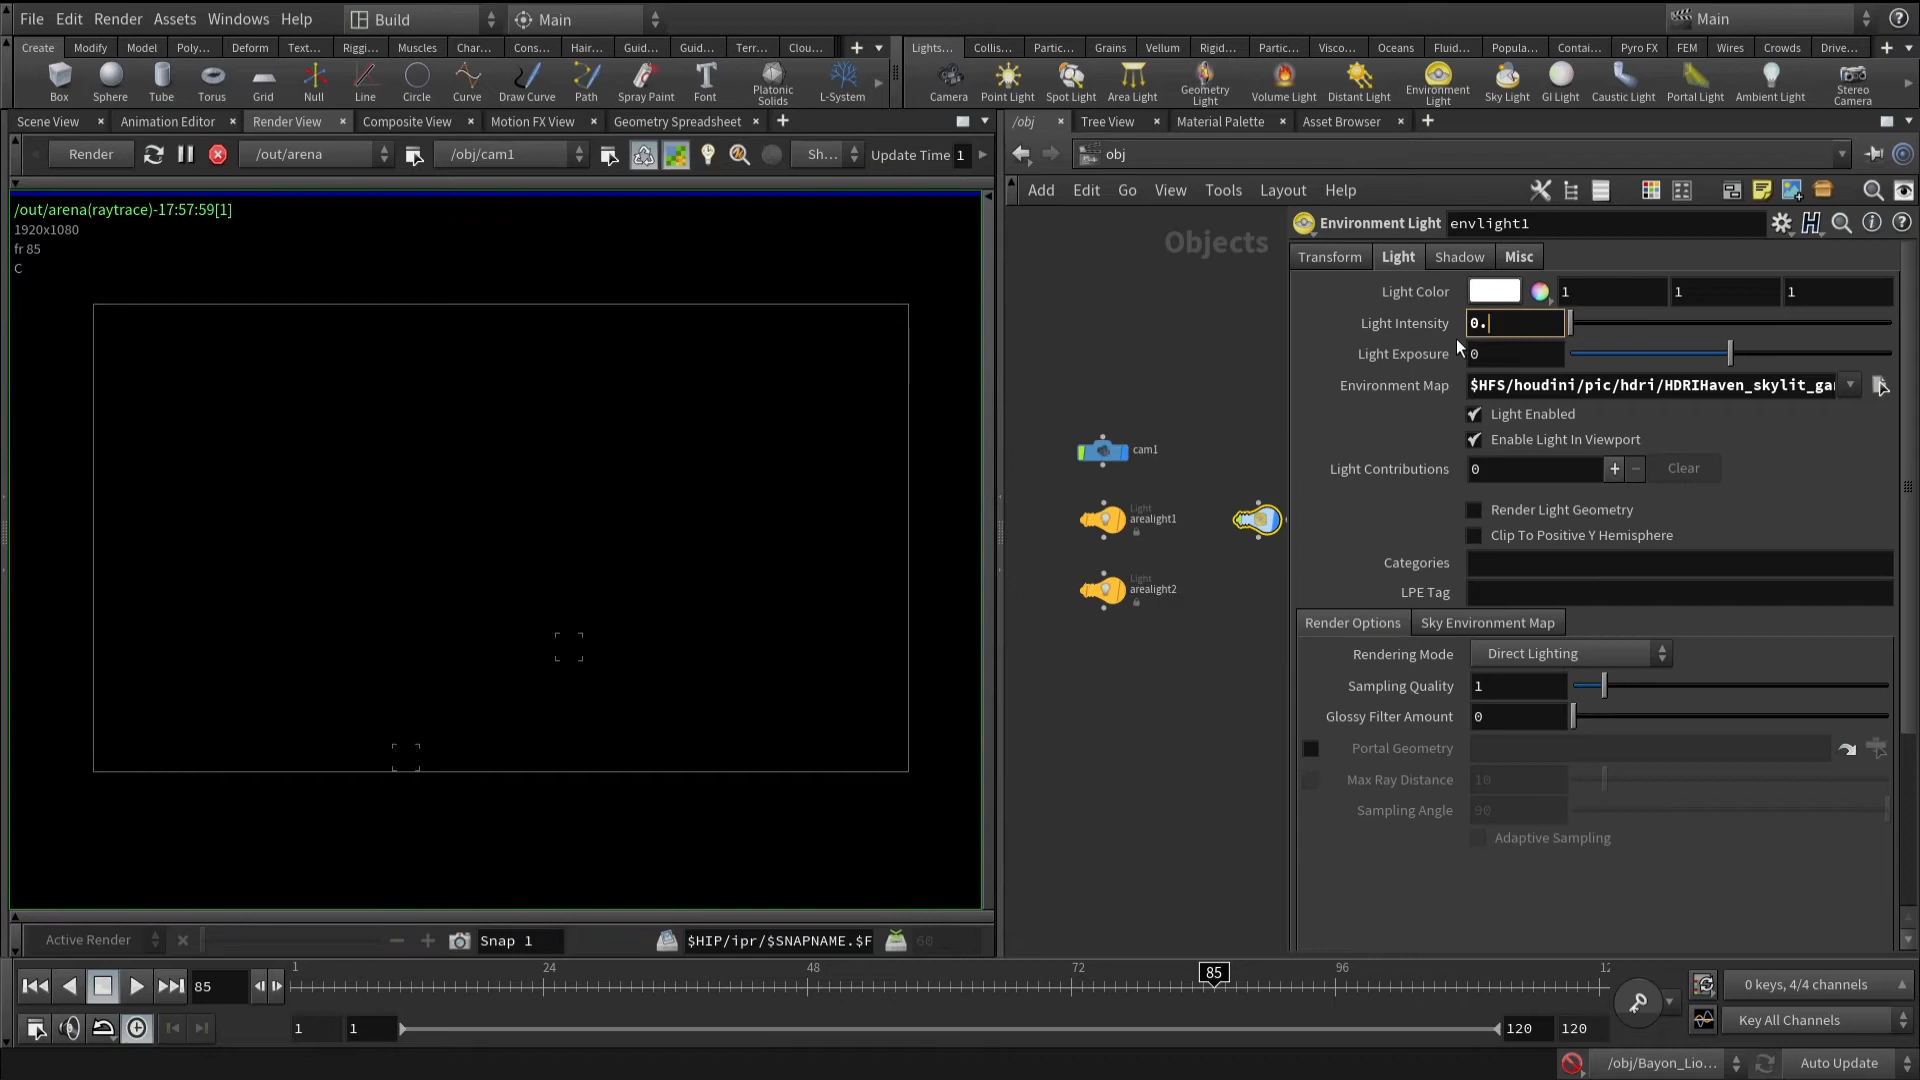 File Edit Render Assets Windows Help Build Main Main
Create Modify Model Poly... Deform Text... Riggi... Muscles Char... Cons... Hair... Guid... Guid... Terr... Clou...
Lights... Collis... Partic... Grains Vellum Rigid... Partic... Visco... Oceans Fluid... Popula... Contai... Pyro FX FEM Wires Crowds Drive...
Box Sphere Tube Torus Grid Null Line Circle Curve Draw Curve Path Spray Paint Font Platonic Solids L-System
Camera Point Light Spot Light Area Light Geometry Light Volume Light Distant Light Environment Light Sky Light GI Light Caustic Light Portal Light Ambient Light Stereo Camera
Scene View Animation Editor Render View Composite View Motion FX View Geometry Spreadsheet
/obj Tree View Material Palette Asset Browser
Render /out/arena /obj/cam1 Sh... Update Time 1
obj
Add Edit Go View Tools Layout Help
/out/arena(raytrace)-17:57:59[1]
1920x1080
fr 85
C
Objects
cam1
Light
arealight1
Light
arealight2
Environment Light envlight1
Transform Light Shadow Misc
Light Color 1 1 1
Light Intensity 0.
Light Exposure 0
Environment Map $HFS/houdini/pic/hdri/HDRIHaven_skylit_gar
Light Enabled
Enable Light In Viewport
Light Contributions 0 + - Clear
Render Light Geometry
Clip To Positive Y Hemisphere
Categories
LPE Tag
Render Options Sky Environment Map
Rendering Mode Direct Lighting
Sampling Quality 1
Glossy Filter Amount 0
Portal Geometry
Max Ray Distance 10
Sampling Angle 90
Adaptive Sampling
Active Render Snap 1 $HIP/ipr/$SNAPNAME.$F 60
85 1 24 48 72 85 96 12
0 keys, 4/4 channels
1 1 120 120
Key All Channels
/obj/Bayon_Lio... Auto Update